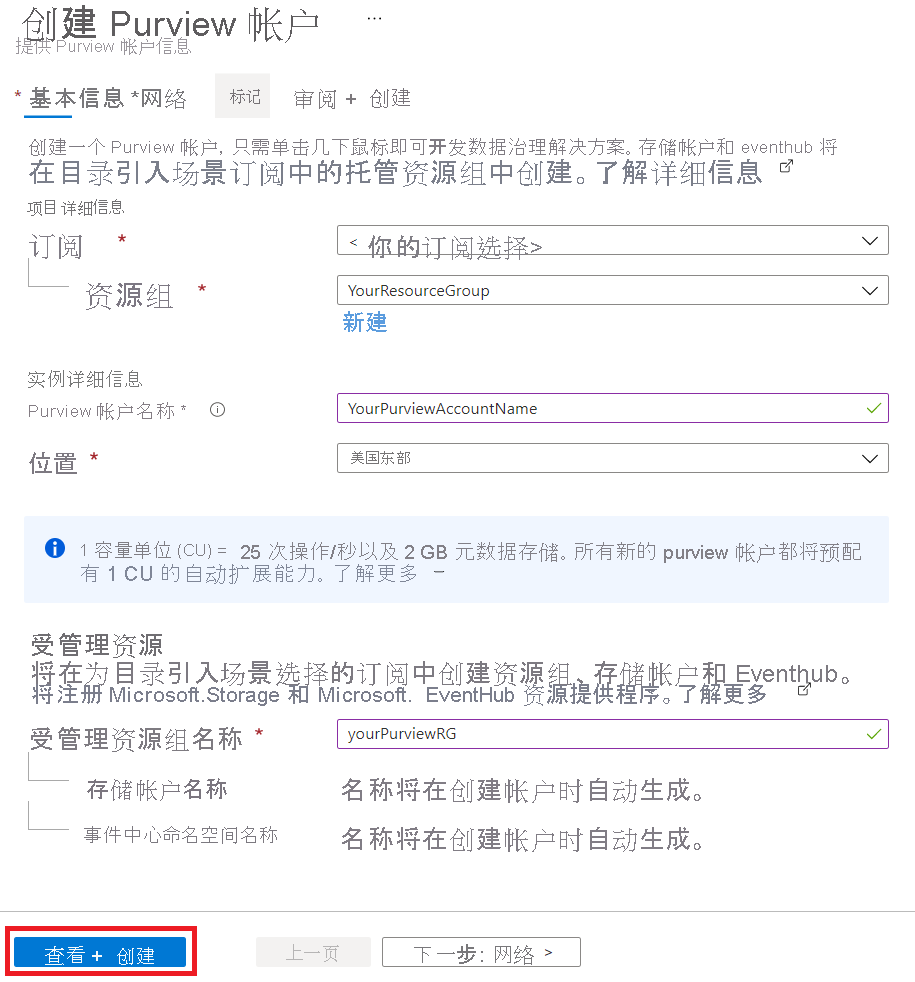 创建 Purview 帐户 ...
提供 Purview 帐户信息
* 基本信息 *网络 标记 审阅 + 创建
创建一个 Purview 帐户，只需单击几下鼠标即可开发数据治理解决方案。存储帐户和 eventhub 将
在目录引入场景订阅中的托管资源组中创建。了解详细信息
项目详细信息
订阅 * < 你的订阅选择>
资源组 * YourResourceGroup
新建
实例详细信息
Purview 帐户名称 * YourPurviewAccountName
位置 * 美国东部
1 容量单位 (CU) = 25 次操作/秒以及 2 GB 元数据存储。所有新的 purview 帐户都将预配
有 1 CU 的自动扩展能力。了解更多 –
受管理资源
将在为目录引入场景选择的订阅中创建资源组、存储帐户和 Eventhub。
将注册 Microsoft.Storage 和 Microsoft. EventHub 资源提供程序。了解更多
受管理资源组名称 * yourPurviewRG
存储帐户名称 名称将在创建帐户时自动生成。
事件中心命名空间名称 名称将在创建帐户时自动生成。
查看 + 创建 上一页 下一步: 网络 >